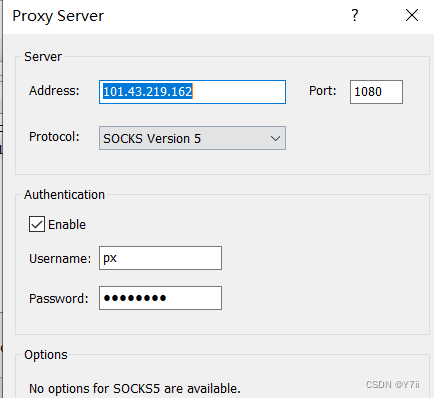 Proxy Server
Server
Address: 101.43.219.162 Port: 1080
Protocol: SOCKS Version 5
Authentication
Enable
Username: px
Password: ●●●●●●●●
Options
No options for SOCKS5 are available.
CSDN @Y7ii